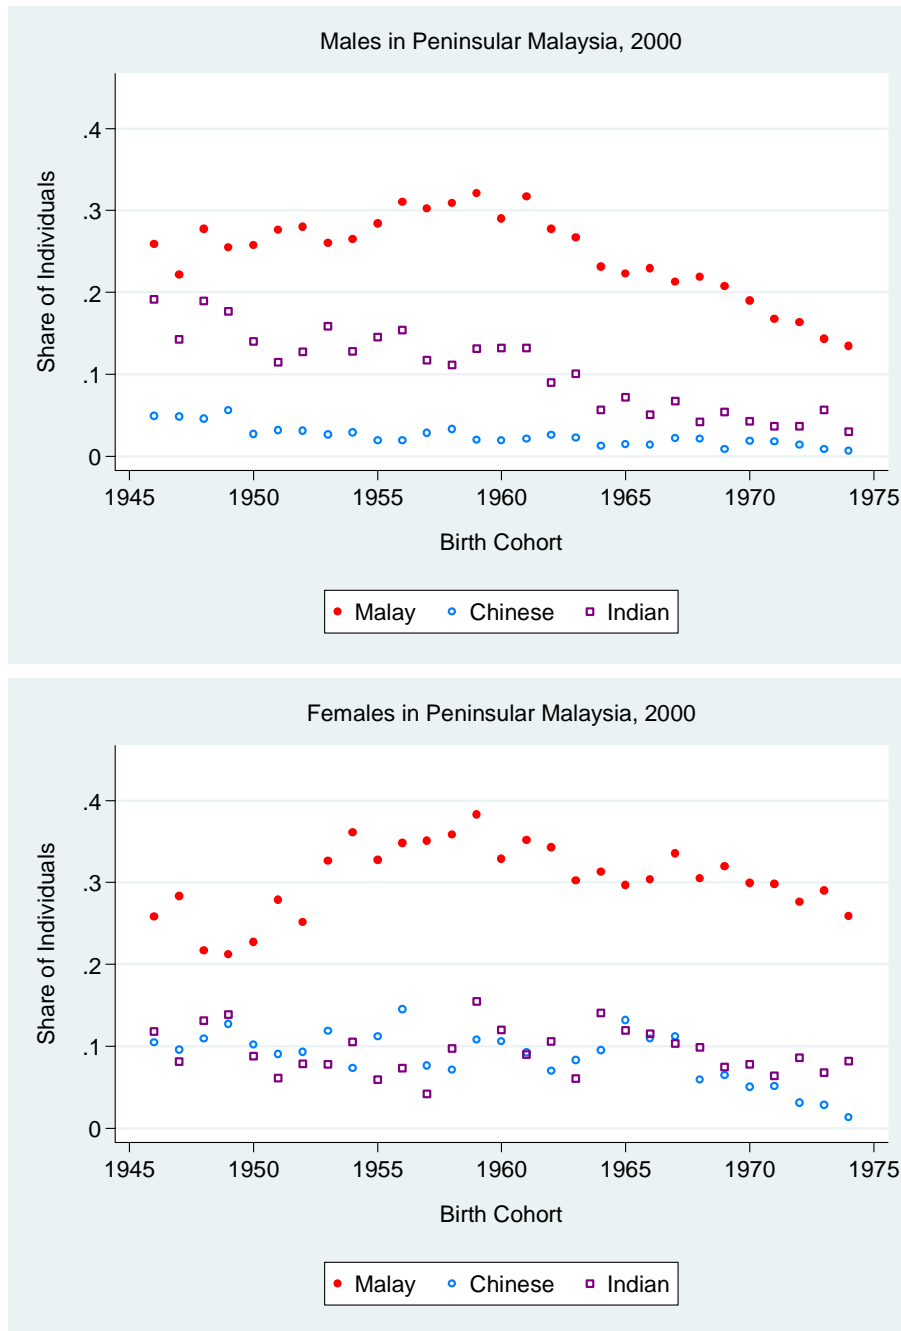 Males in Peninsular Malaysia, 2000
Share of Individuals
.4
.3
.2
.1
0
1945 1950 1955 1960 1965 1970 1975
Birth Cohort
Malay Chinese Indian
Females in Peninsular Malaysia, 2000
Share of Individuals
.4
.3
.2
.1
0
1945 1950 1955 1960 1965 1970 1975
Birth Cohort
Malay Chinese Indian